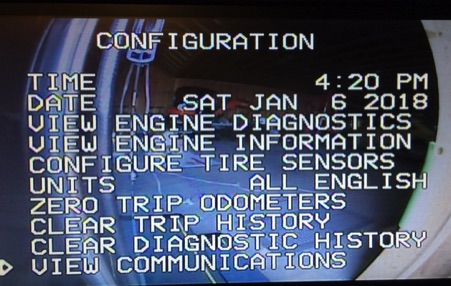 CONFIGURATION
TIME 4:20 PM
DATE SAT JAN 6 2018
VIEW ENGINE DIAGNOSTICS
VIEW ENGINE INFORMATION
CONFIGURE TIRE SENSORS
UNITS ALL ENGLISH
ZERO TRIP ODOMETERS
CLEAR TRIP HISTORY
CLEAR DIAGNOSTIC HISTORY
VIEW COMMUNICATIONS